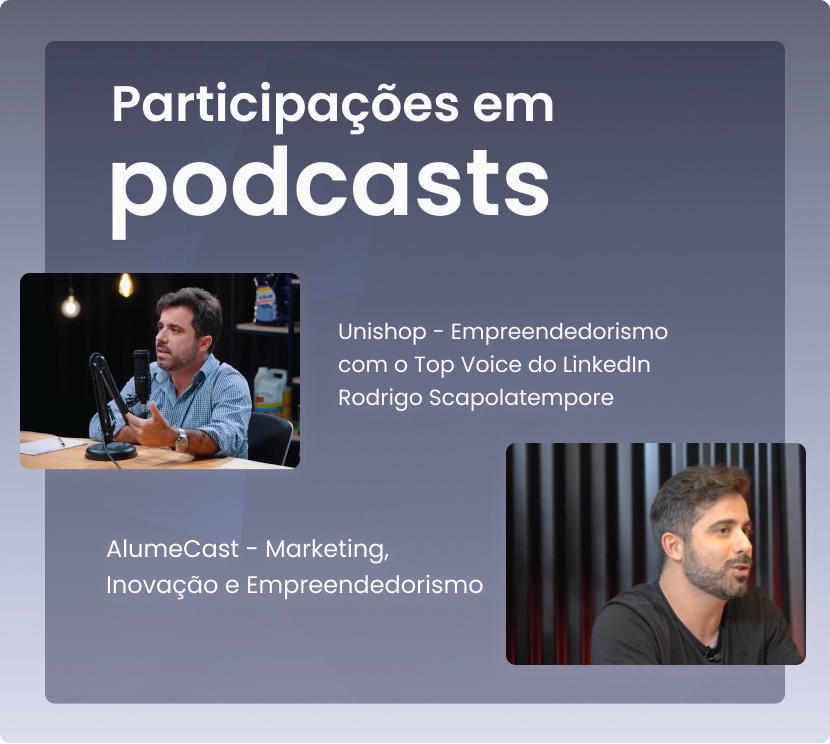 Participações em
podcasts
Unishop - Empreendedorismo
com o Top Voice do LinkedIn
Rodrigo Scapolatempore
AlumeCast - Marketing,
Inovação e Empreendedorismo